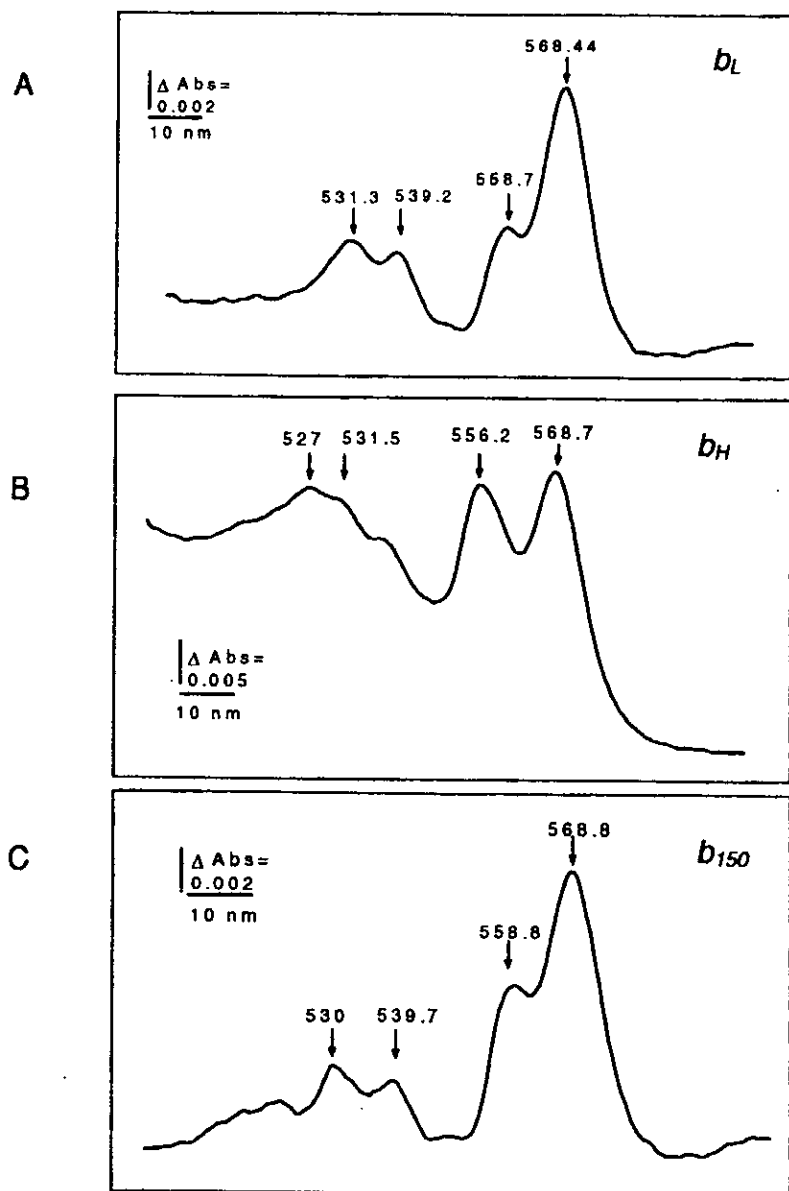 A
568.44
b_L
Δ Abs=
0.002
10 nm
531.3 539.2
558.7
B
527 531.5 556.2 568.7
b_H
Δ Abs=
0.005
10 nm
C
568.8
b_150
Δ Abs=
0.002
10 nm
558.8
530 539.7